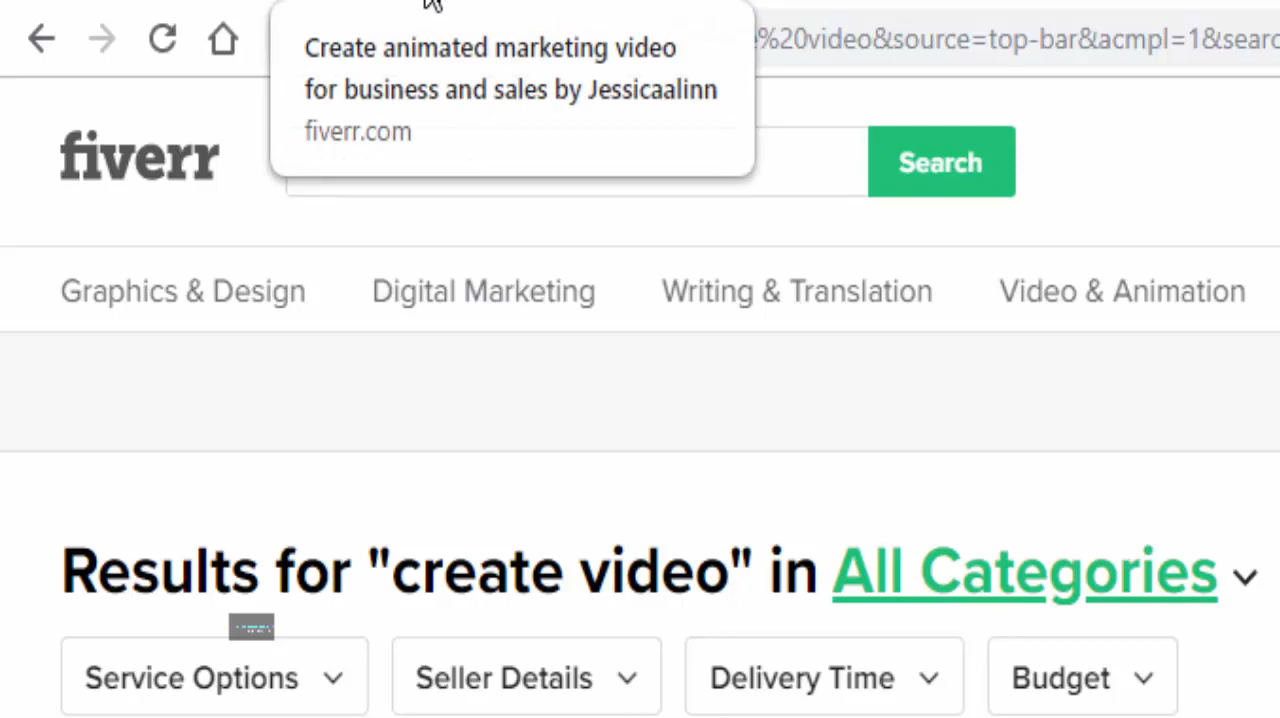 Create animated marketing video
for business and sales by Jessicaalinn
fiverr.com
%20video&source=top-bar&acmpl=1&searc
fiverr
Search
Graphics & Design Digital Marketing Writing & Translation Video & Animation
Results for "create video" in All Categories
Service Options Seller Details Delivery Time Budget